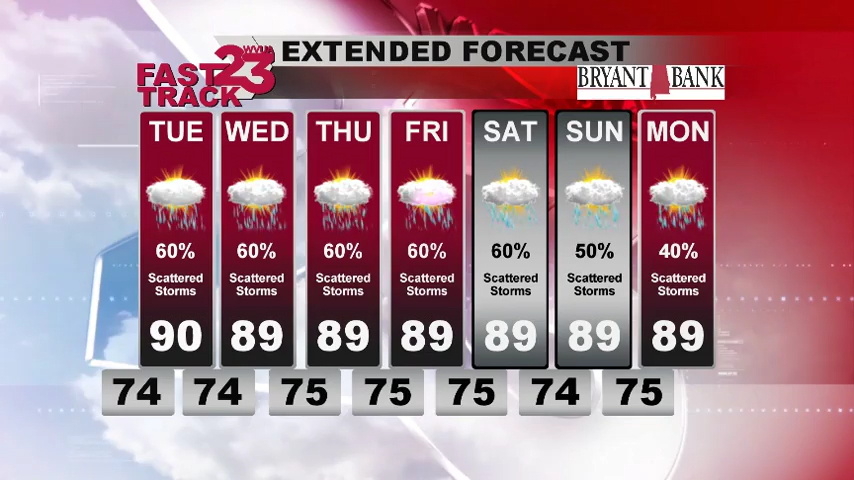 WVUA
23
FAST
TRACK
EXTENDED FORECAST
BRYANT BANK
TUE WED THU FRI SAT SUN MON
60% 60% 60% 60% 60% 50% 40%
Scattered Scattered Scattered Scattered Scattered Scattered Scattered
Storms Storms Storms Storms Storms Storms Storms
90 89 89 89 89 89 89
74 74 75 75 75 74 75